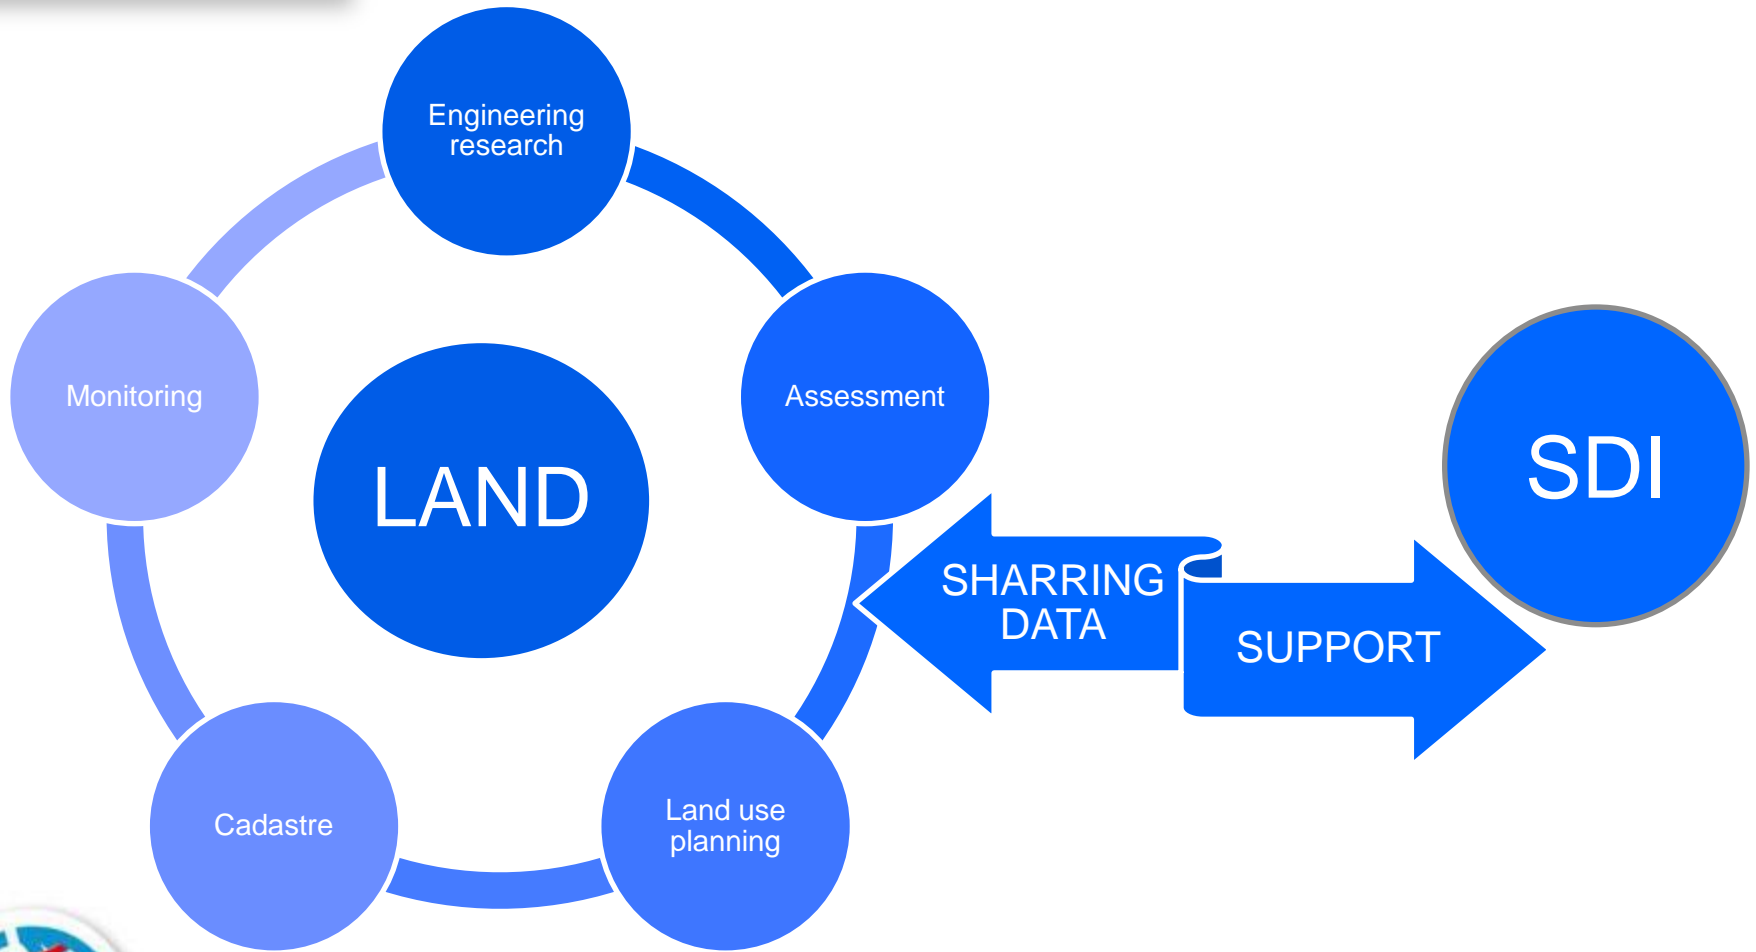 Engineering
research
Monitoring
Assessment
LAND
SDI
SHARRING
DATA
SUPPORT
Cadastre
Land use
planning